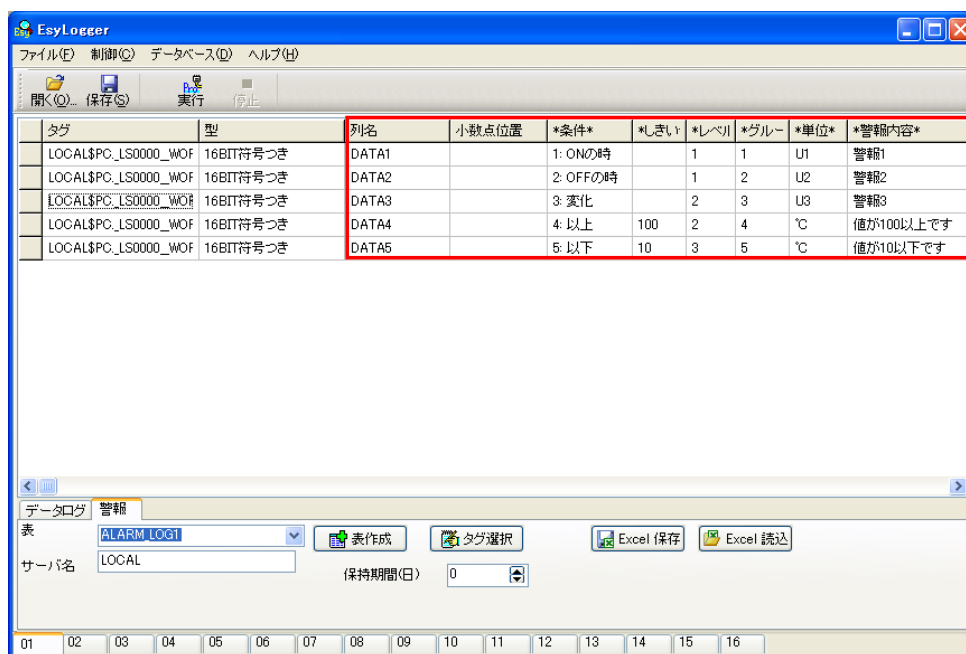 EsyLogger
ファイル(F) 制御(C) データベース(D) ヘルプ(H)
開く(O)... 保存(S) 実行 停止
タグ 型 列名 小数点位置 *条件* *しきい *レベル *グルー *単位* *警報内容*
LOCAL$PC._LS0000_WOF 16BIT符号つき DATA1 1: ONの時 1 1 U1 警報1
LOCAL$PC._LS0000_WOF 16BIT符号つき DATA2 2: OFFの時 1 2 U2 警報2
LOCAL$PC._LS0000_WOF 16BIT符号つき DATA3 3: 変化 2 3 U3 警報3
LOCAL$PC._LS0000_WOF 16BIT符号つき DATA4 4: 以上 100 2 4 ℃ 値が100以上です
LOCAL$PC._LS0000_WOF 16BIT符号つき DATA5 5: 以下 10 3 5 ℃ 値が10以下です
データログ 警報
表 ALARM_LOG1 表作成 タグ選択 Excel 保存 Excel 読込
サーバ名 LOCAL
保持期間(日) 0
01 02 03 04 05 06 07 08 09 10 11 12 13 14 15 16